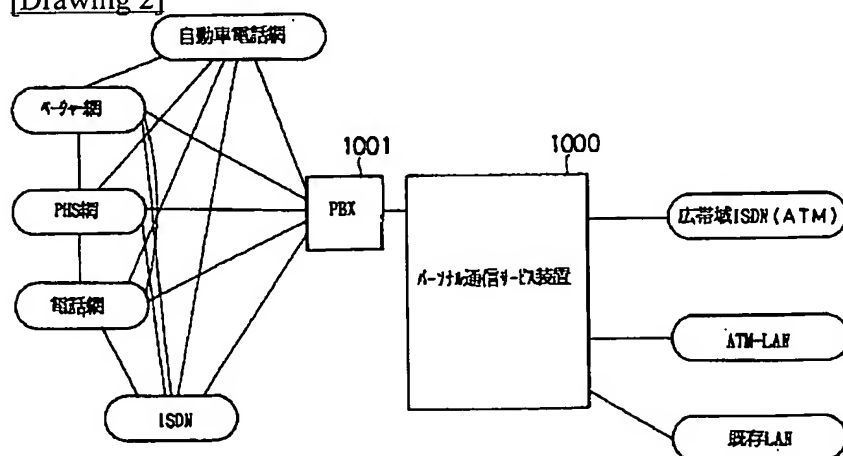 [Drawing 2]
自動車電話網
ページャー網
1001
1000
PHS網
PBX
広帯域ISDN(ATM)
パーソナル通信サービス装置
電話網
ATM-LAN
ISDN
既存LAN